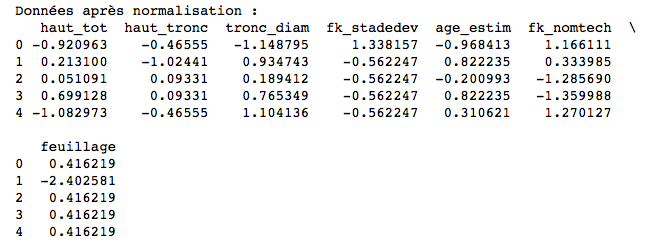 Données après normalisation :
   haut_tot  haut_tronc  tronc_diam  fk_stadedev  age_estim  fk_nomtech  \
0 -0.920963    -0.46555   -1.148795     1.338157  -0.968413    1.166111
1  0.213100    -1.02441    0.934743    -0.562247   0.822235    0.333985
2  0.051091     0.09331    0.189412    -0.562247  -0.200993   -1.285690
3  0.699128     0.09331    0.765349    -0.562247   0.822235   -1.359988
4 -1.082973    -0.46555    1.104136    -0.562247   0.310621    1.270127
   feuillage
0   0.416219
1  -2.402581
2   0.416219
3   0.416219
4   0.416219